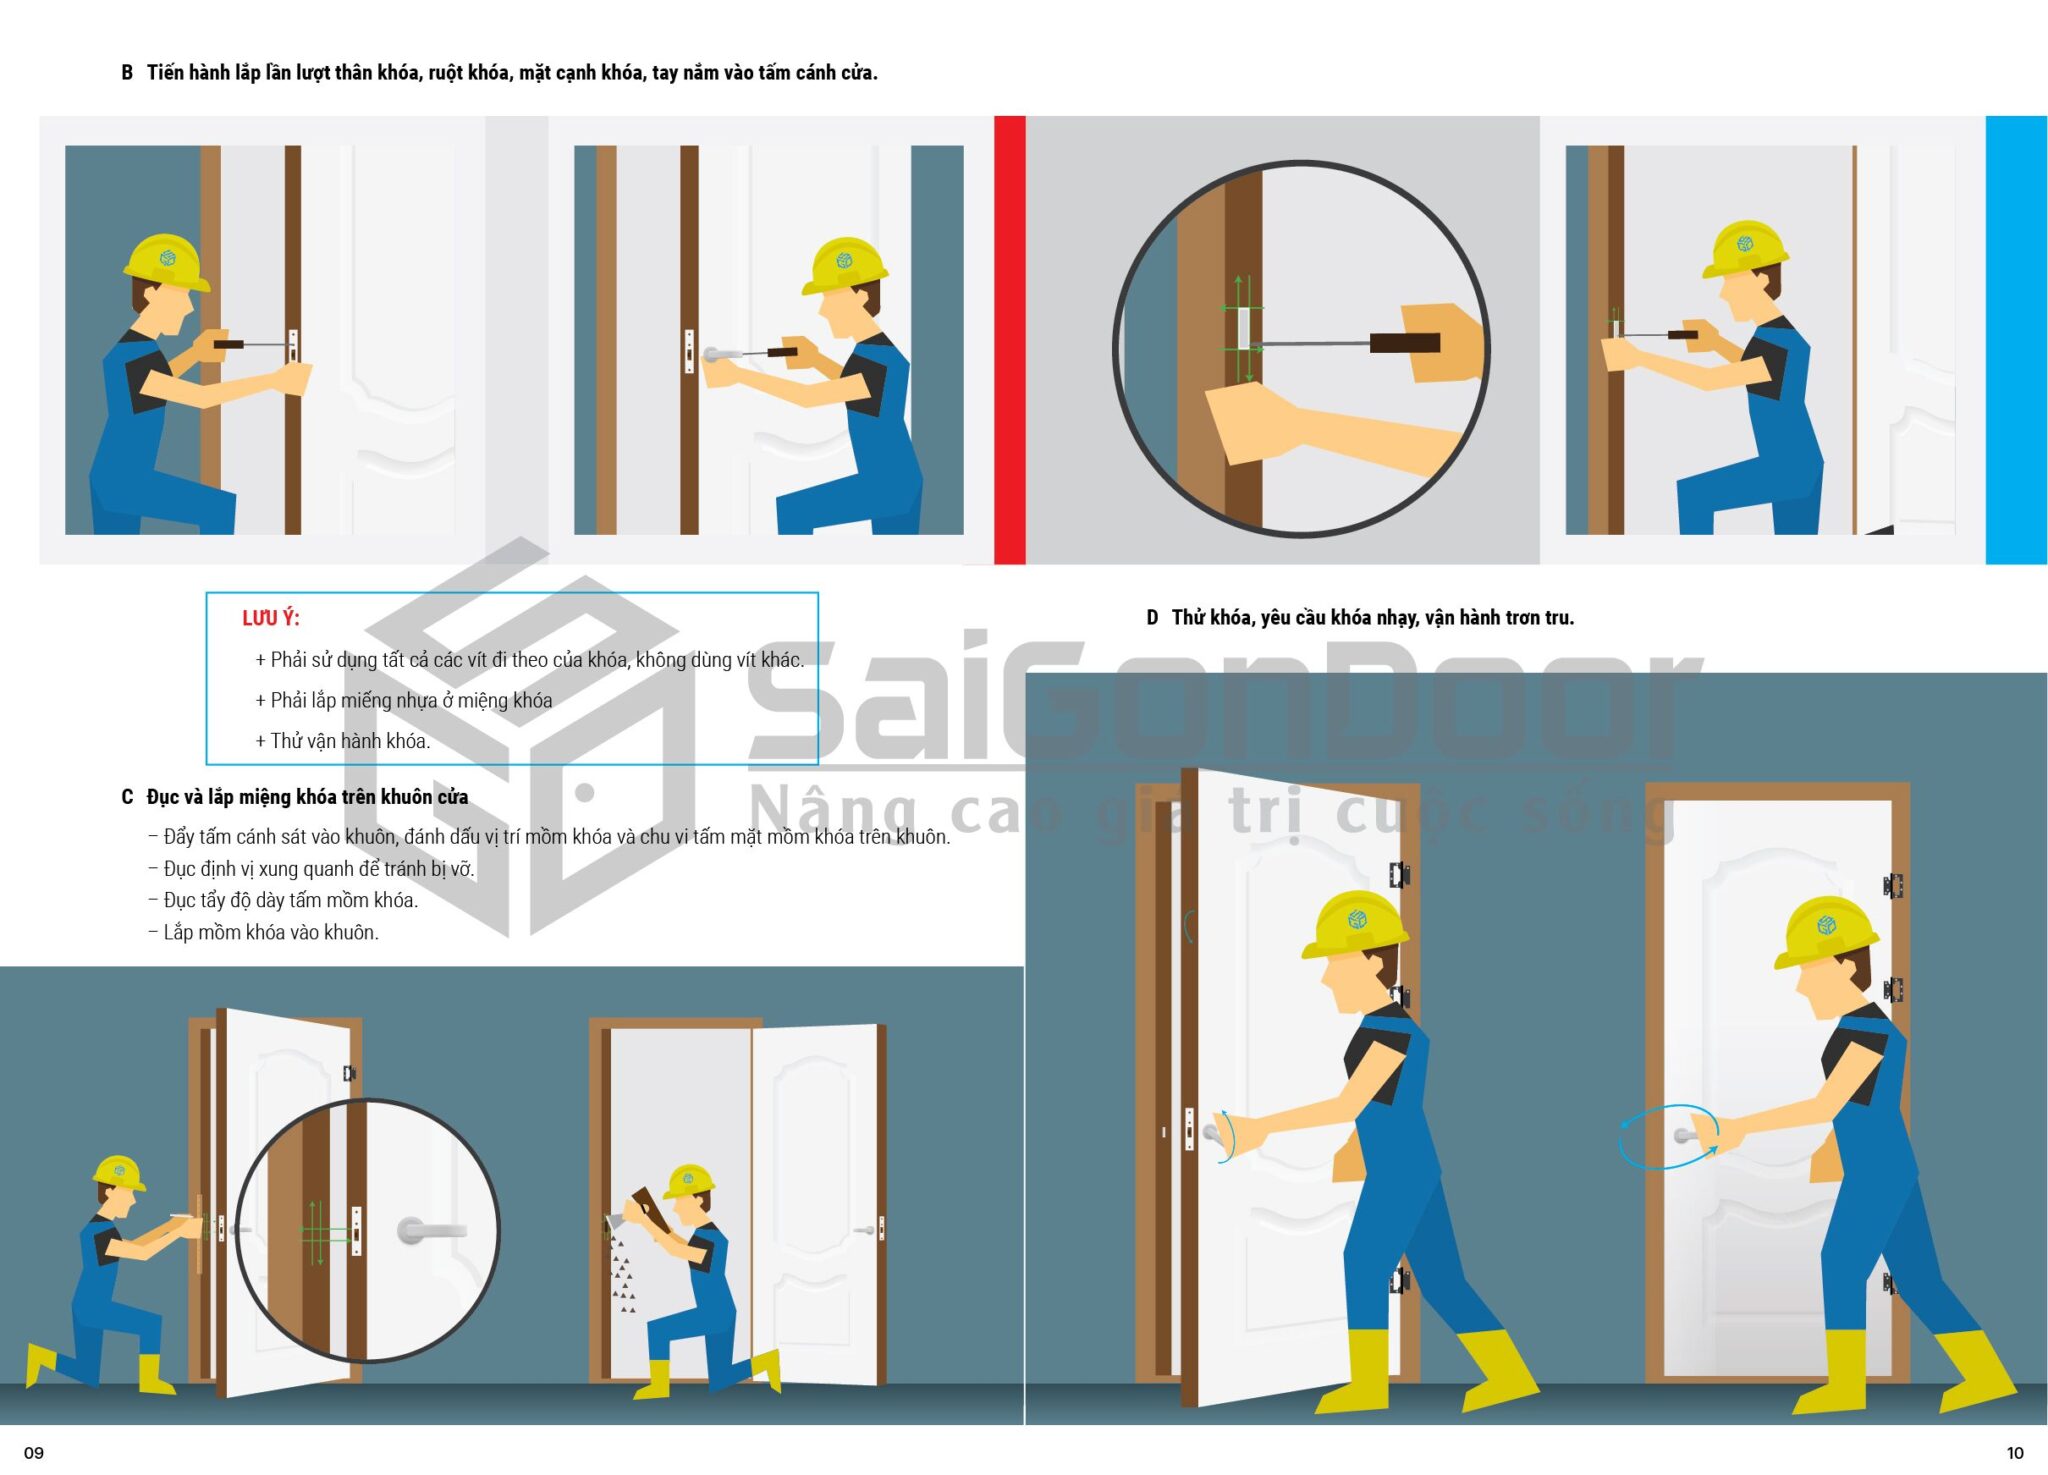 B Tiến hành lắp lần lượt thân khóa, ruột khóa, mặt cạnh khóa, tay nắm vào tấm cánh cửa.
LƯU Ý:
+ Phải sử dụng tất cả các vít đi theo của khóa, không dùng vít khác.
+ Phải lắp miếng nhựa ở miệng khóa
+ Thử vận hành khóa.
C Đục và lắp miệng khóa trên khuôn cửa
– Đẩy tấm cánh sát vào khuôn, đánh dấu vị trí mồm khóa và chu vi tấm mặt mồm khóa trên khuôn.
– Đục định vị xung quanh để tránh bị vỡ.
– Đục tẩy độ dày tấm mồm khóa.
– Lắp mồm khóa vào khuôn.
D Thử khóa, yêu cầu khóa nhạy, vận hành trơn tru.
SaiGonDoor
Nâng cao giá trị cuộc sống
09
10